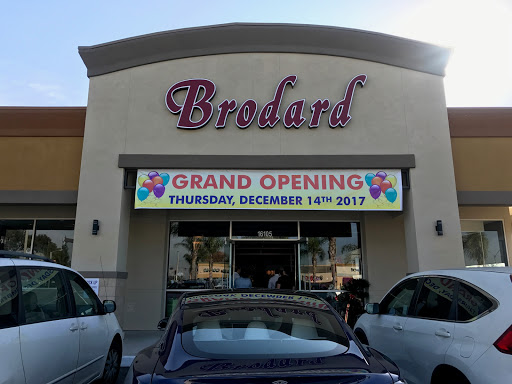 Brodard
GRAND OPENING
THURSDAY, DECEMBER 14TH 2017
16105